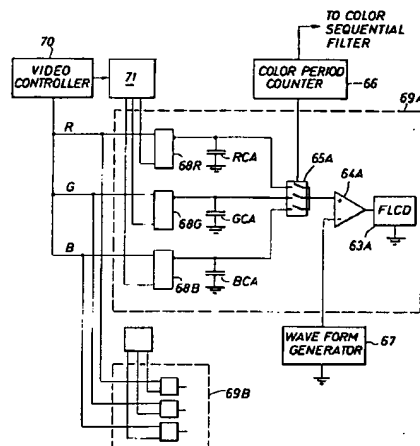 TO COLOR
SEQUENTIAL
FILTER
70
VIDEO
CONTROLLER
71
COLOR PERIOD
COUNTER
66
69A
R
68R
RCA
65A
64A
G
68G
GCA
FLCD
63A
B
68B
BCA
WAVE FORM
GENERATOR
67
69B